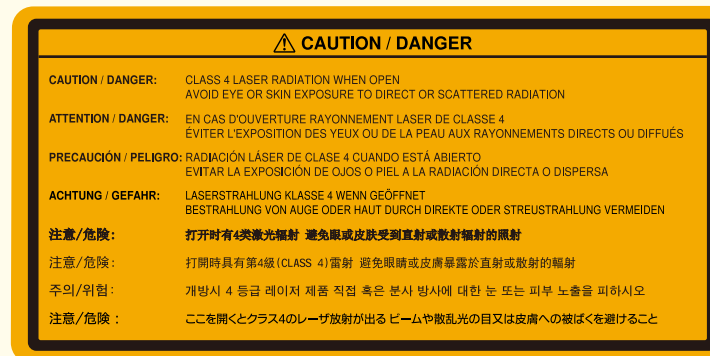 ⚠ CAUTION / DANGER
CAUTION / DANGER: CLASS 4 LASER RADIATION WHEN OPEN
AVOID EYE OR SKIN EXPOSURE TO DIRECT OR SCATTERED RADIATION
ATTENTION / DANGER: EN CAS D'OUVERTURE RAYONNEMENT LASER DE CLASSE 4
ÉVITER L'EXPOSITION DES YEUX OU DE LA PEAU AUX RAYONNEMENTS DIRECTS OU DIFFUÉS
PRECAUCIÓN / PELIGRO: RADIACIÓN LÁSER DE CLASE 4 CUANDO ESTÁ ABIERTO
EVITAR LA EXPOSICIÓN DE OJOS O PIEL A LA RADIACIÓN DIRECTA O DISPERSA
ACHTUNG / GEFAHR: LASERSTRAHLUNG KLASSE 4 WENN GEÖFFNET
BESTRAHLUNG VON AUGE ODER HAUT DURCH DIREKTE ODER STREUSTRAHLUNG VERMEIDEN
注意/危险: 打开时有4类激光辐射 避免眼或皮肤受到直射或散射辐射的照射
注意/危險: 打開時具有第4級(CLASS 4)雷射 避免眼睛或皮膚暴露於直射或散射的輻射
주의/위험: 개방시 4 등급 레이저 제품 직접 혹은 분사 방사에 대한 눈 또는 피부 노출을 피하시오
注意/危険 : ここを開くとクラス4のレーザ放射が出る ビームや散乱光の目又は皮膚への被ばくを避けること